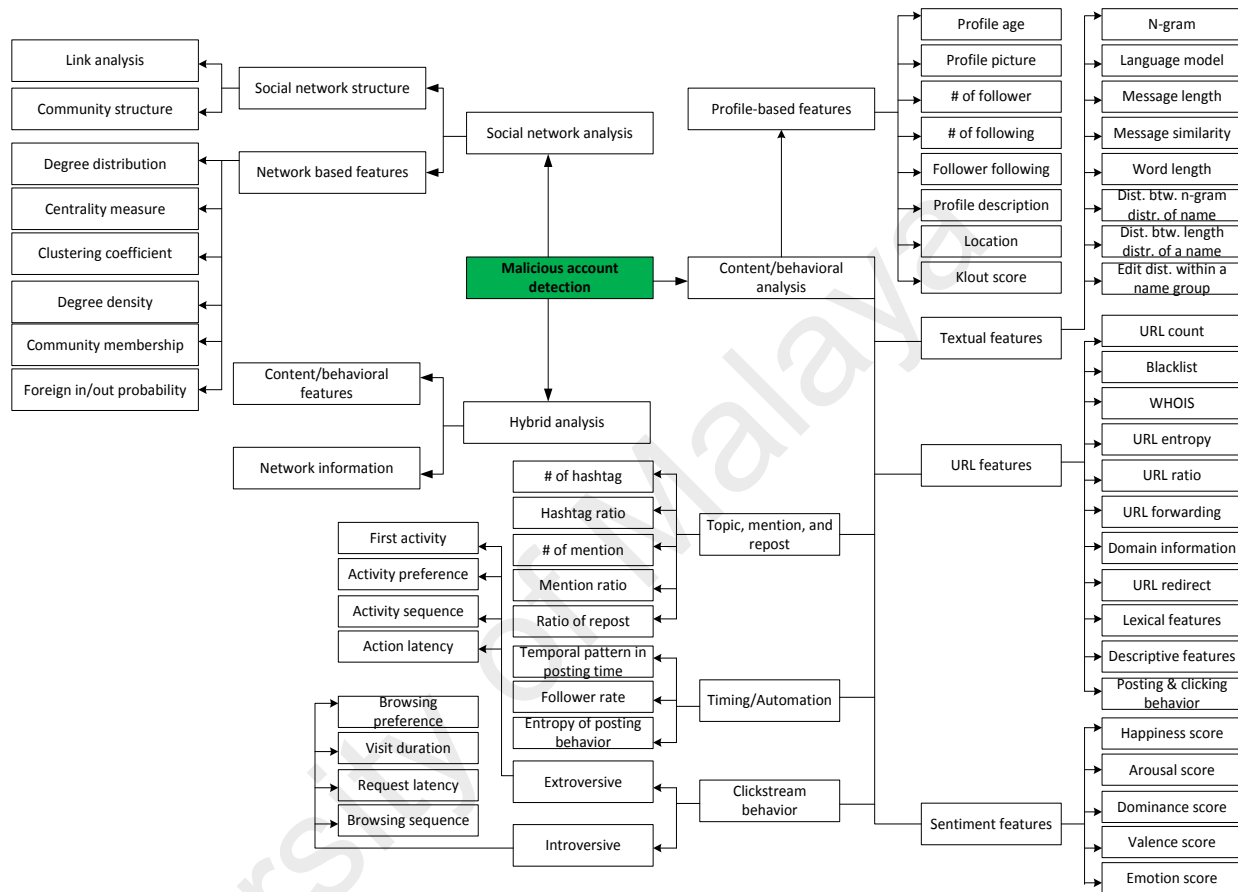 Link analysis
Community structure
Social network structure
Degree distribution
Centrality measure
Clustering coefficient
Degree density
Community membership
Foreign in/out probability
Network based features
Social network analysis
Malicious account
detection
Content/behavioral
features
Network information
Hybrid analysis
Profile-based features
Content/behavioral
analysis
Profile age
Profile picture
# of follower
# of following
Follower following
Profile description
Location
Klout score
Textual features
N-gram
Language model
Message length
Message similarity
Word length
Dist. btw. n-gram
distr. of name
Dist. btw. length
distr. of a name
Edit dist. within a
name group
URL features
URL count
Blacklist
WHOIS
URL entropy
URL ratio
URL forwarding
Domain information
URL redirect
Lexical features
Descriptive features
Posting & clicking
behavior
Topic, mention, and
repost
# of hashtag
Hashtag ratio
# of mention
Mention ratio
Ratio of repost
Timing/Automation
Temporal pattern in
posting time
Follower rate
Entropy of posting
behavior
Clickstream
behavior
Extroversive
Introversive
First activity
Activity preference
Activity sequence
Action latency
Browsing
preference
Visit duration
Request latency
Browsing sequence
Sentiment features
Happiness score
Arousal score
Dominance score
Valence score
Emotion score
ersity of Malaya